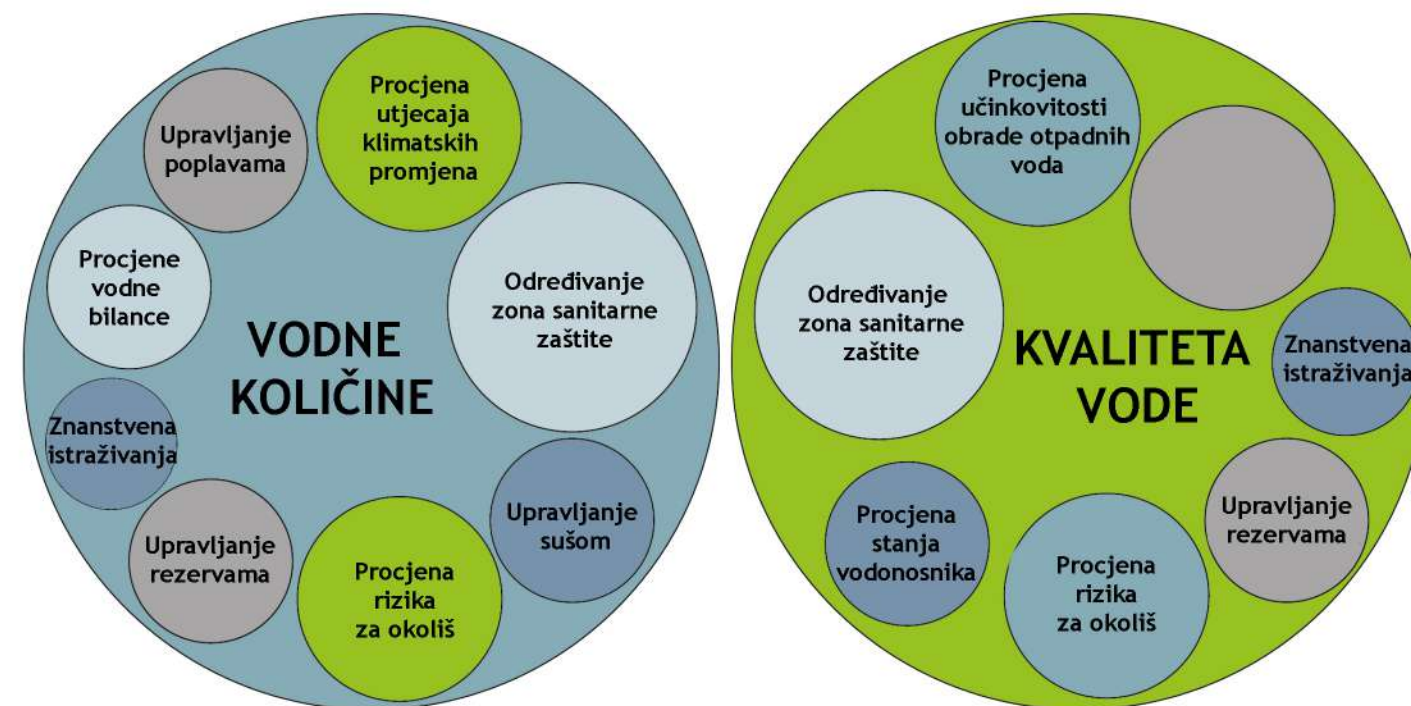 Procjena
utjecaja
klimatskih
promjena
Upravljanje
poplavama
Procjene
vodne
bilance
Određivanje
zona sanitarne
zaštite
VODNE
KOLIČINE
Znanstvena
istraživanja
Upravljanje
sušom
Upravljanje
rezervama
Procjena
rizika
za okoliš
Procjena
učinkovitosti
obrade otpadnih
voda
Određivanje
zona sanitarne
zaštite
KVALITETA
VODE
Znanstvena
istraživanja
Procjena
stanja
vodonosnika
Upravljanje
rezervama
Procjena
rizika
za okoliš